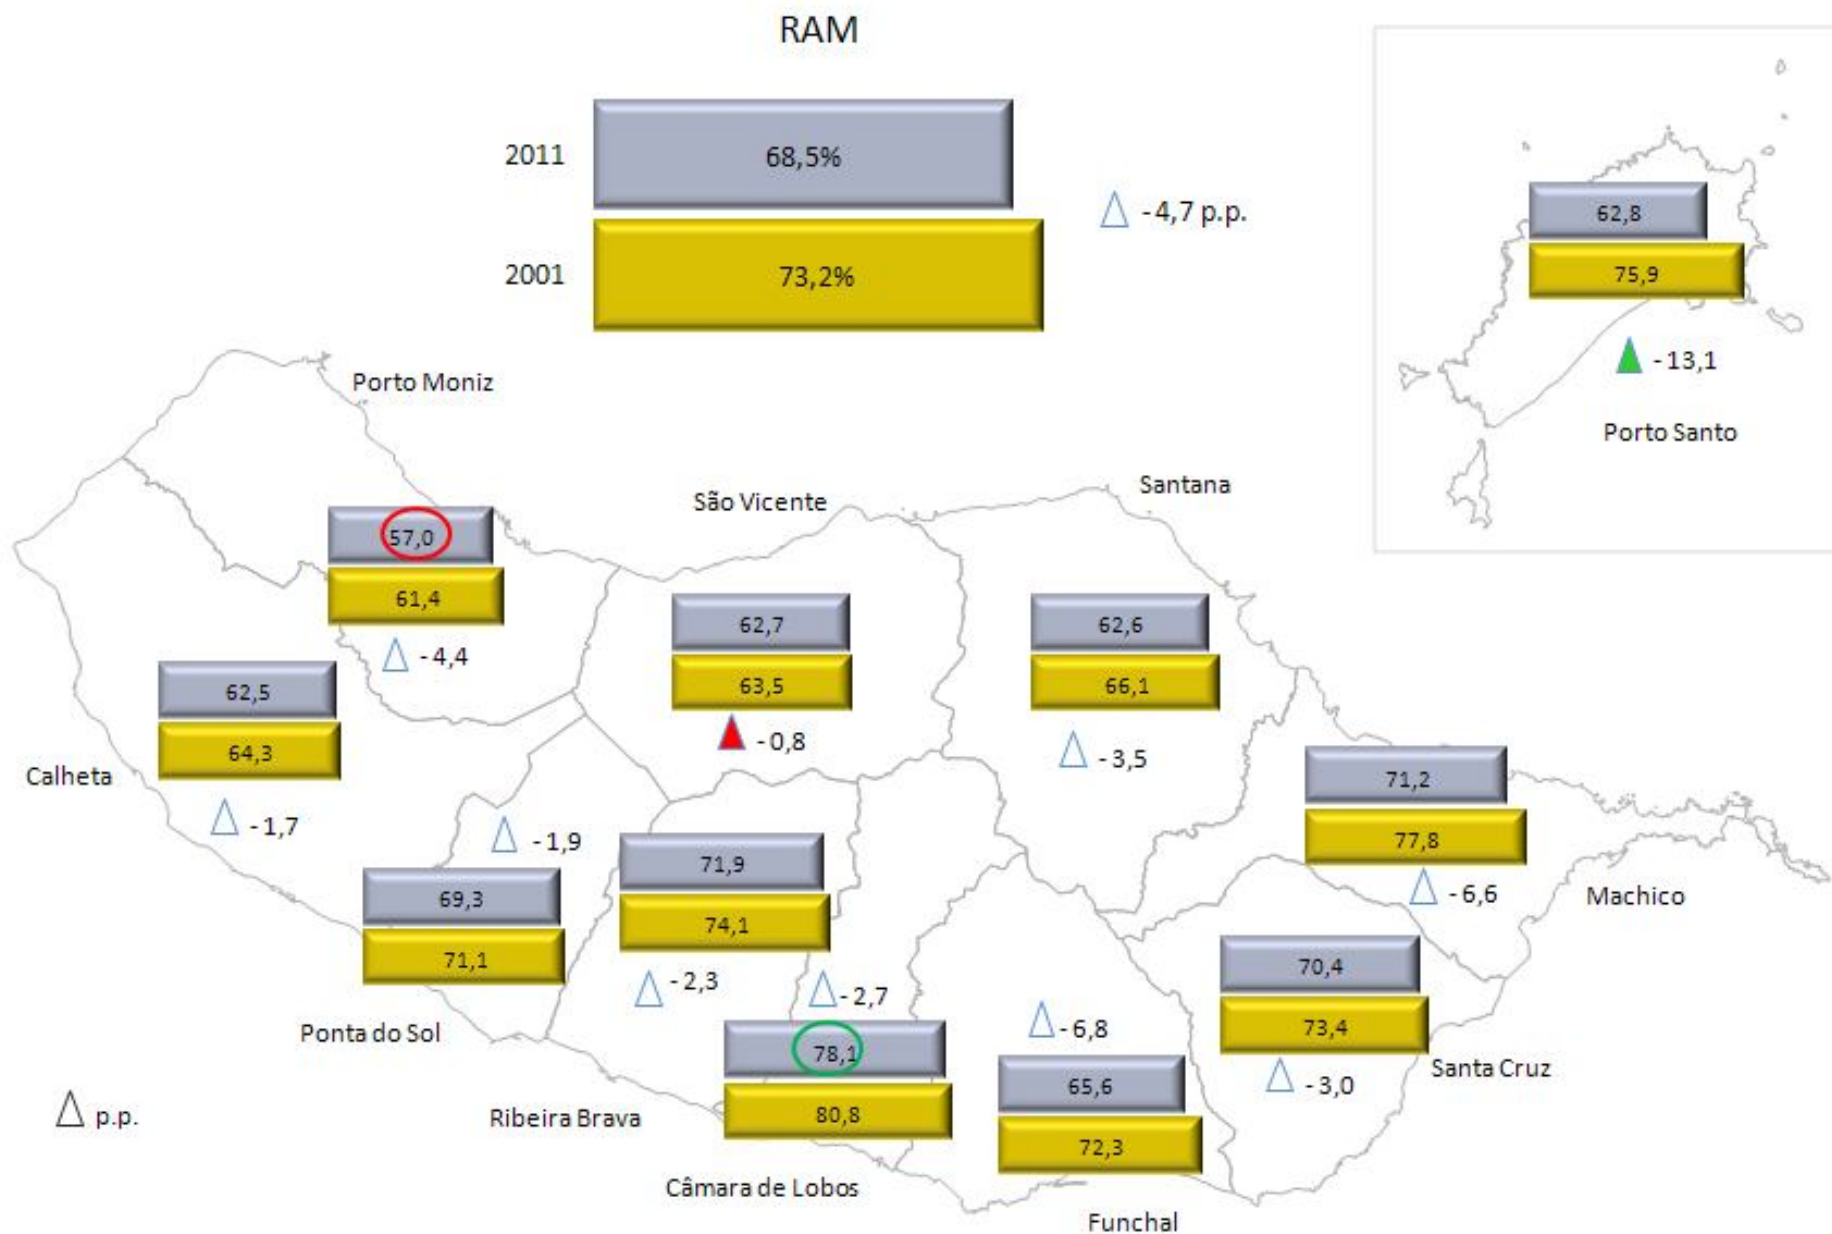 RAM
2011
68,5%
- 4,7 p.p.
2001
73,2%
62,8
75,9
- 13,1
Porto Santo
Porto Moniz
57,0
61,4
- 4,4
São Vicente
62,7
63,5
- 0,8
Santana
62,6
66,1
- 3,5
62,5
64,3
Calheta
- 1,7
- 1,9
69,3
71,1
Ponta do Sol
71,9
74,1
- 2,3
Ribeira Brava
- 2,7
78,1
80,8
Câmara de Lobos
- 6,8
65,6
72,3
Funchal
71,2
77,8
- 6,6
Machico
70,4
73,4
- 3,0
Santa Cruz
p.p.